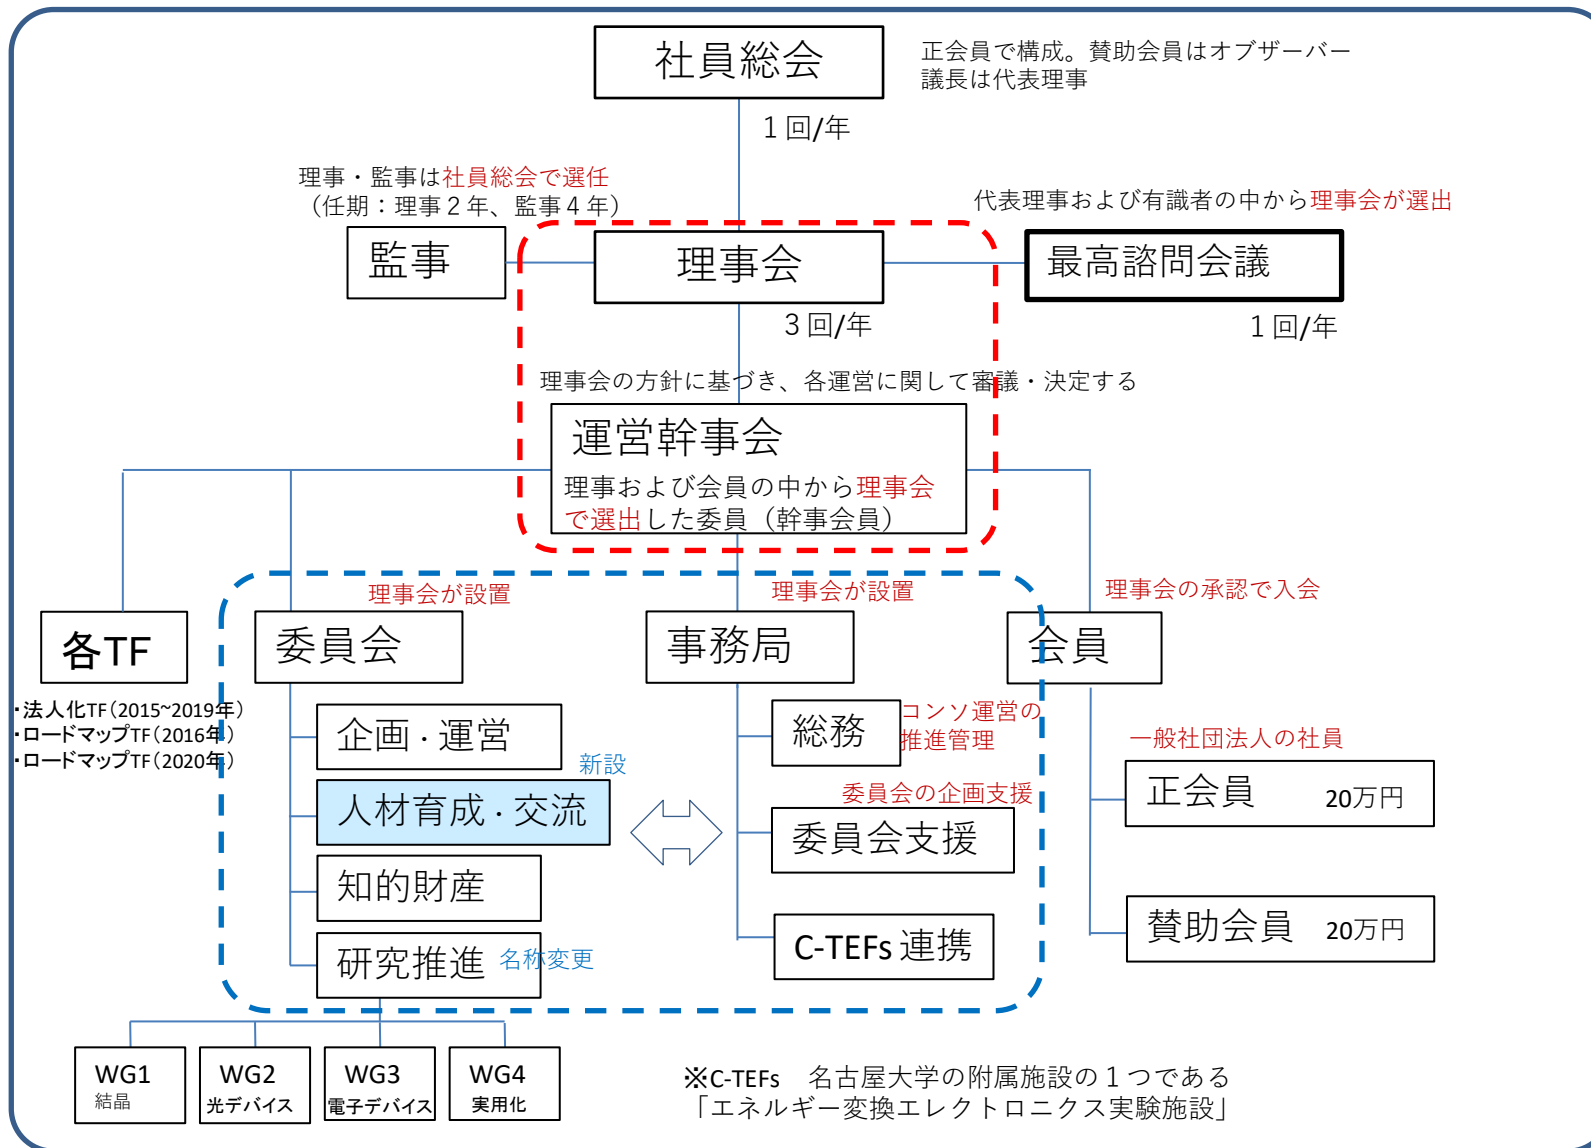 社員総会
正会員で構成。賛助会員はオブザーバー
議長は代表理事
１回/年
理事・監事は社員総会で選任
（任期：理事２年、監事４年）
代表理事および有識者の中から理事会が選出
監事
理事会
最高諮問会議
３回/年
１回/年
理事会の方針に基づき、各運営に関して審議・決定する
運営幹事会
理事および会員の中から理事会
で選出した委員（幹事会員）
理事会が設置
理事会が設置
理事会の承認で入会
各TF
委員会
事務局
会員
・法人化TF（2015~2019年）
・ロードマップTF（2016年）
・ロードマップTF（2020年）
企画・運営
総務
コンソ運営の
推進管理
一般社団法人の社員
新設
人材育成・交流
委員会の企画支援
正会員 20万円
委員会支援
知的財産
研究推進 名称変更
C-TEFs 連携
賛助会員 20万円
WG1
結晶
WG2
光デバイス
WG3
電子デバイス
WG4
実用化
※C-TEFs　名古屋大学の附属施設の１つである
「エネルギー変換エレクトロニクス実験施設」